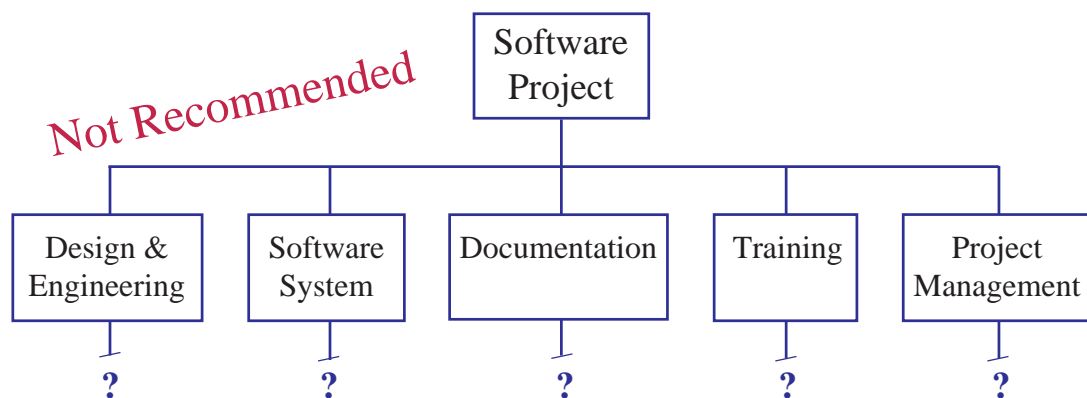 Software
Project
Not Recommended
Design &
Engineering
Software
System
Documentation
Training
Project
Management
?
?
?
?
?